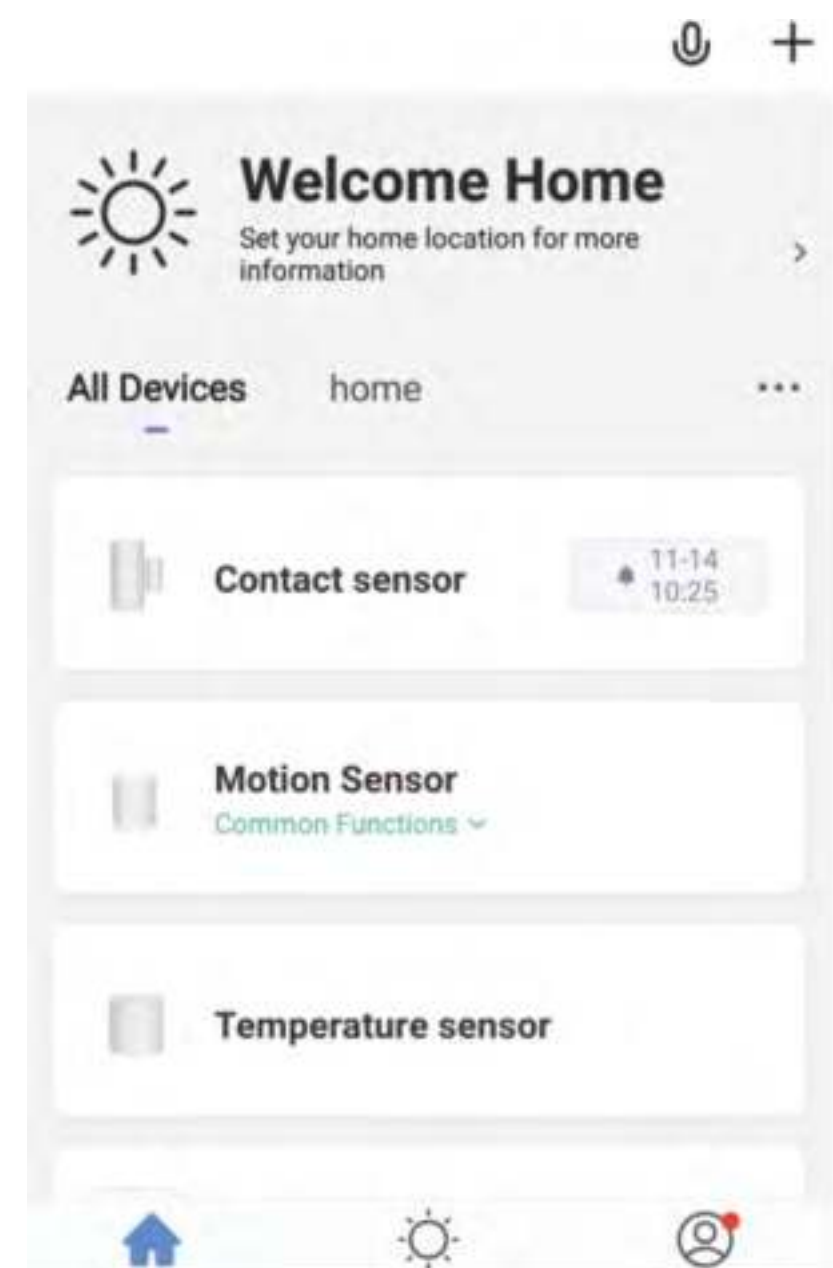 Welcome Home
Set your home location for more
information
All Devices
home
Contact sensor
11-14
10:25
Motion Sensor
Common Functions
Temperature sensor